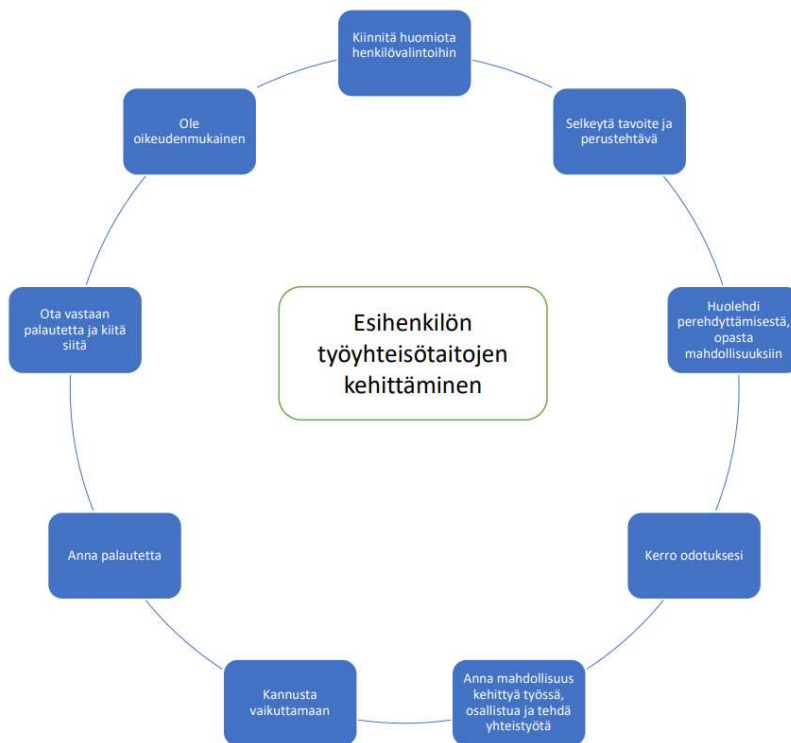 Kiinnitä huomiota
henkilövalintoihin
Selkeytä tavoite ja
perustehtävä
Huolehdi
perehdyttämisestä,
opasta
mahdollisuuksiin
Kerro odotuksesi
Anna mahdollisuus
kehittyä työssä,
osallistua ja tehdä
yhteistyötä
Kannusta
vaikuttamaan
Anna palautetta
Ota vastaan
palautetta ja kiitä
siitä
Ole
oikeudenmukainen
Esihenkilön
työyhteisötaitojen
kehittäminen